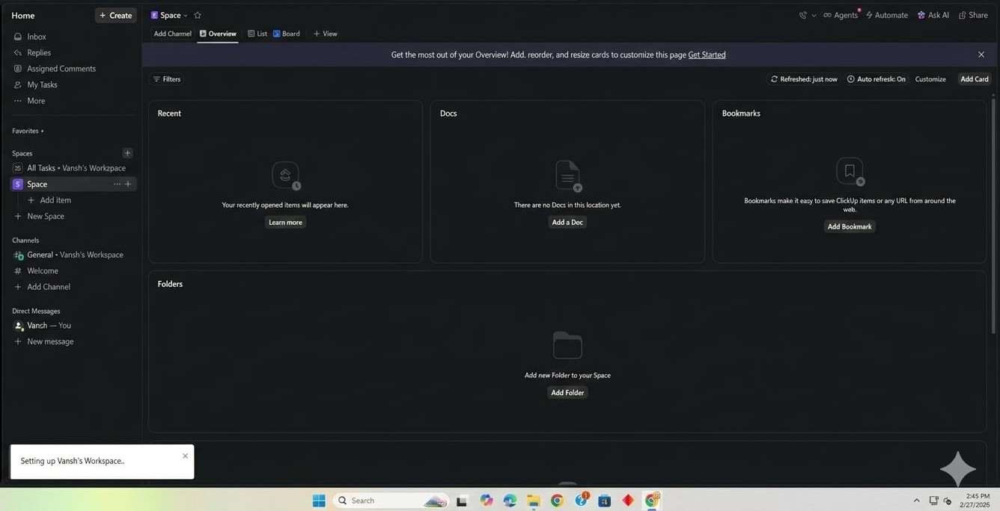 Home
+ Create
Inbox
Replies
Assigned Comments
My Tasks
More
Favorites
Spaces
All Tasks • Vansh's Workzpace
S Space
+ Add item
+ New Space
Channels
General • Vansh's Workspace
# Welcome
+ Add Channel
Direct Messages
Vansh — You
+ New message
Setting up Vansh's Workspace..
Space
Agents
Automate
Ask AI
Share
Add Channel
Overview
List
Board
+ View
Get the most out of your Overview! Add. reorder, and resize cards to customize this page Get Started
Filters
Refreshed: just now
Auto refresk: On
Customize
Add Card
Recent
Your recently opened items will appear here.
Learn more
Docs
There are no Docs in this location yet.
Add a Doc
Bookmarks
Bookmarks make it easy to save ClickUp items or any URL from around the
web.
Add Bookmark
Folders
Add new Folder to your Space
Add Folder
Search
2:45 PM
2/27/2025